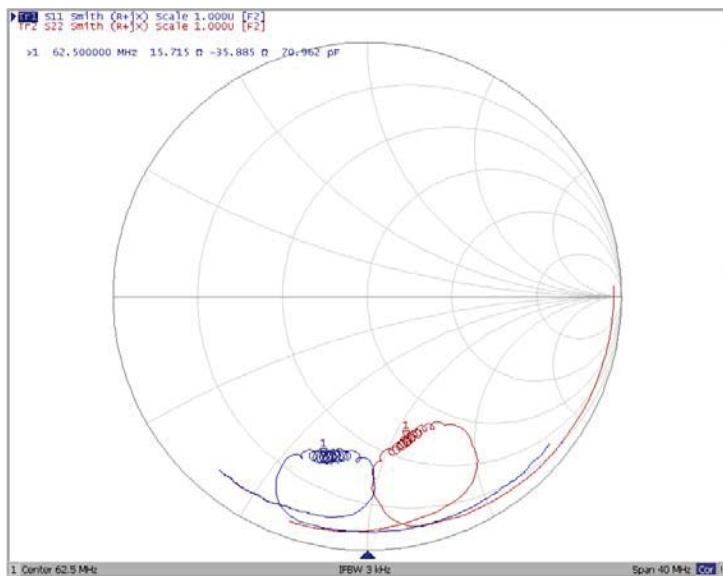 Tr1 S11 Smith (R+jX) Scale 1.000U [F2]
Tr2 S22 Smith (R+jX) Scale 1.000U [F2]
>1 62.500000 MHz 15.715 Ω -35.885 Ω 70.962 pF
1 1
1 Center 62.5 MHz IFBW 3 kHz Span 40 MHz Cor